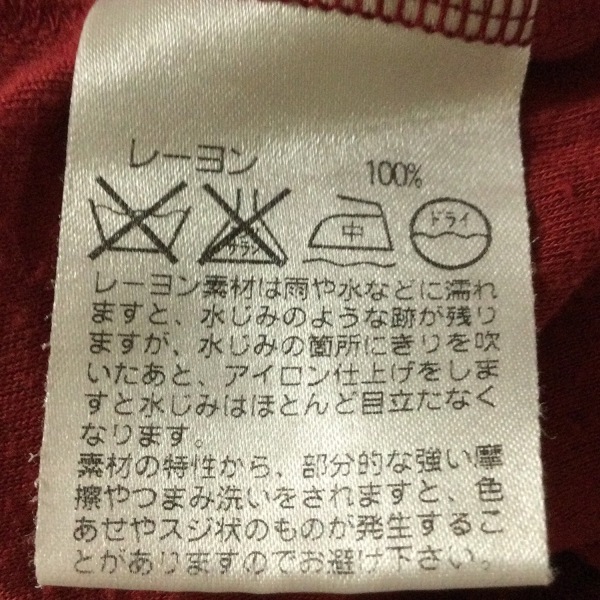 レーヨン 100%
サラシ 中 ドライ
レーヨン素材は雨や水などに濡れ
ますと、水じみのような跡が残り
ますが、水じみの箇所にきりを吹
いたあと、アイロン仕上げをしま
すと水じみはほとんど目立たなく
なります。
素材の特性から、部分的な強い摩
擦やつまみ洗いをされますと、色
あせやスジ状のものが発生するこ
とがありますのでお避け下さい。